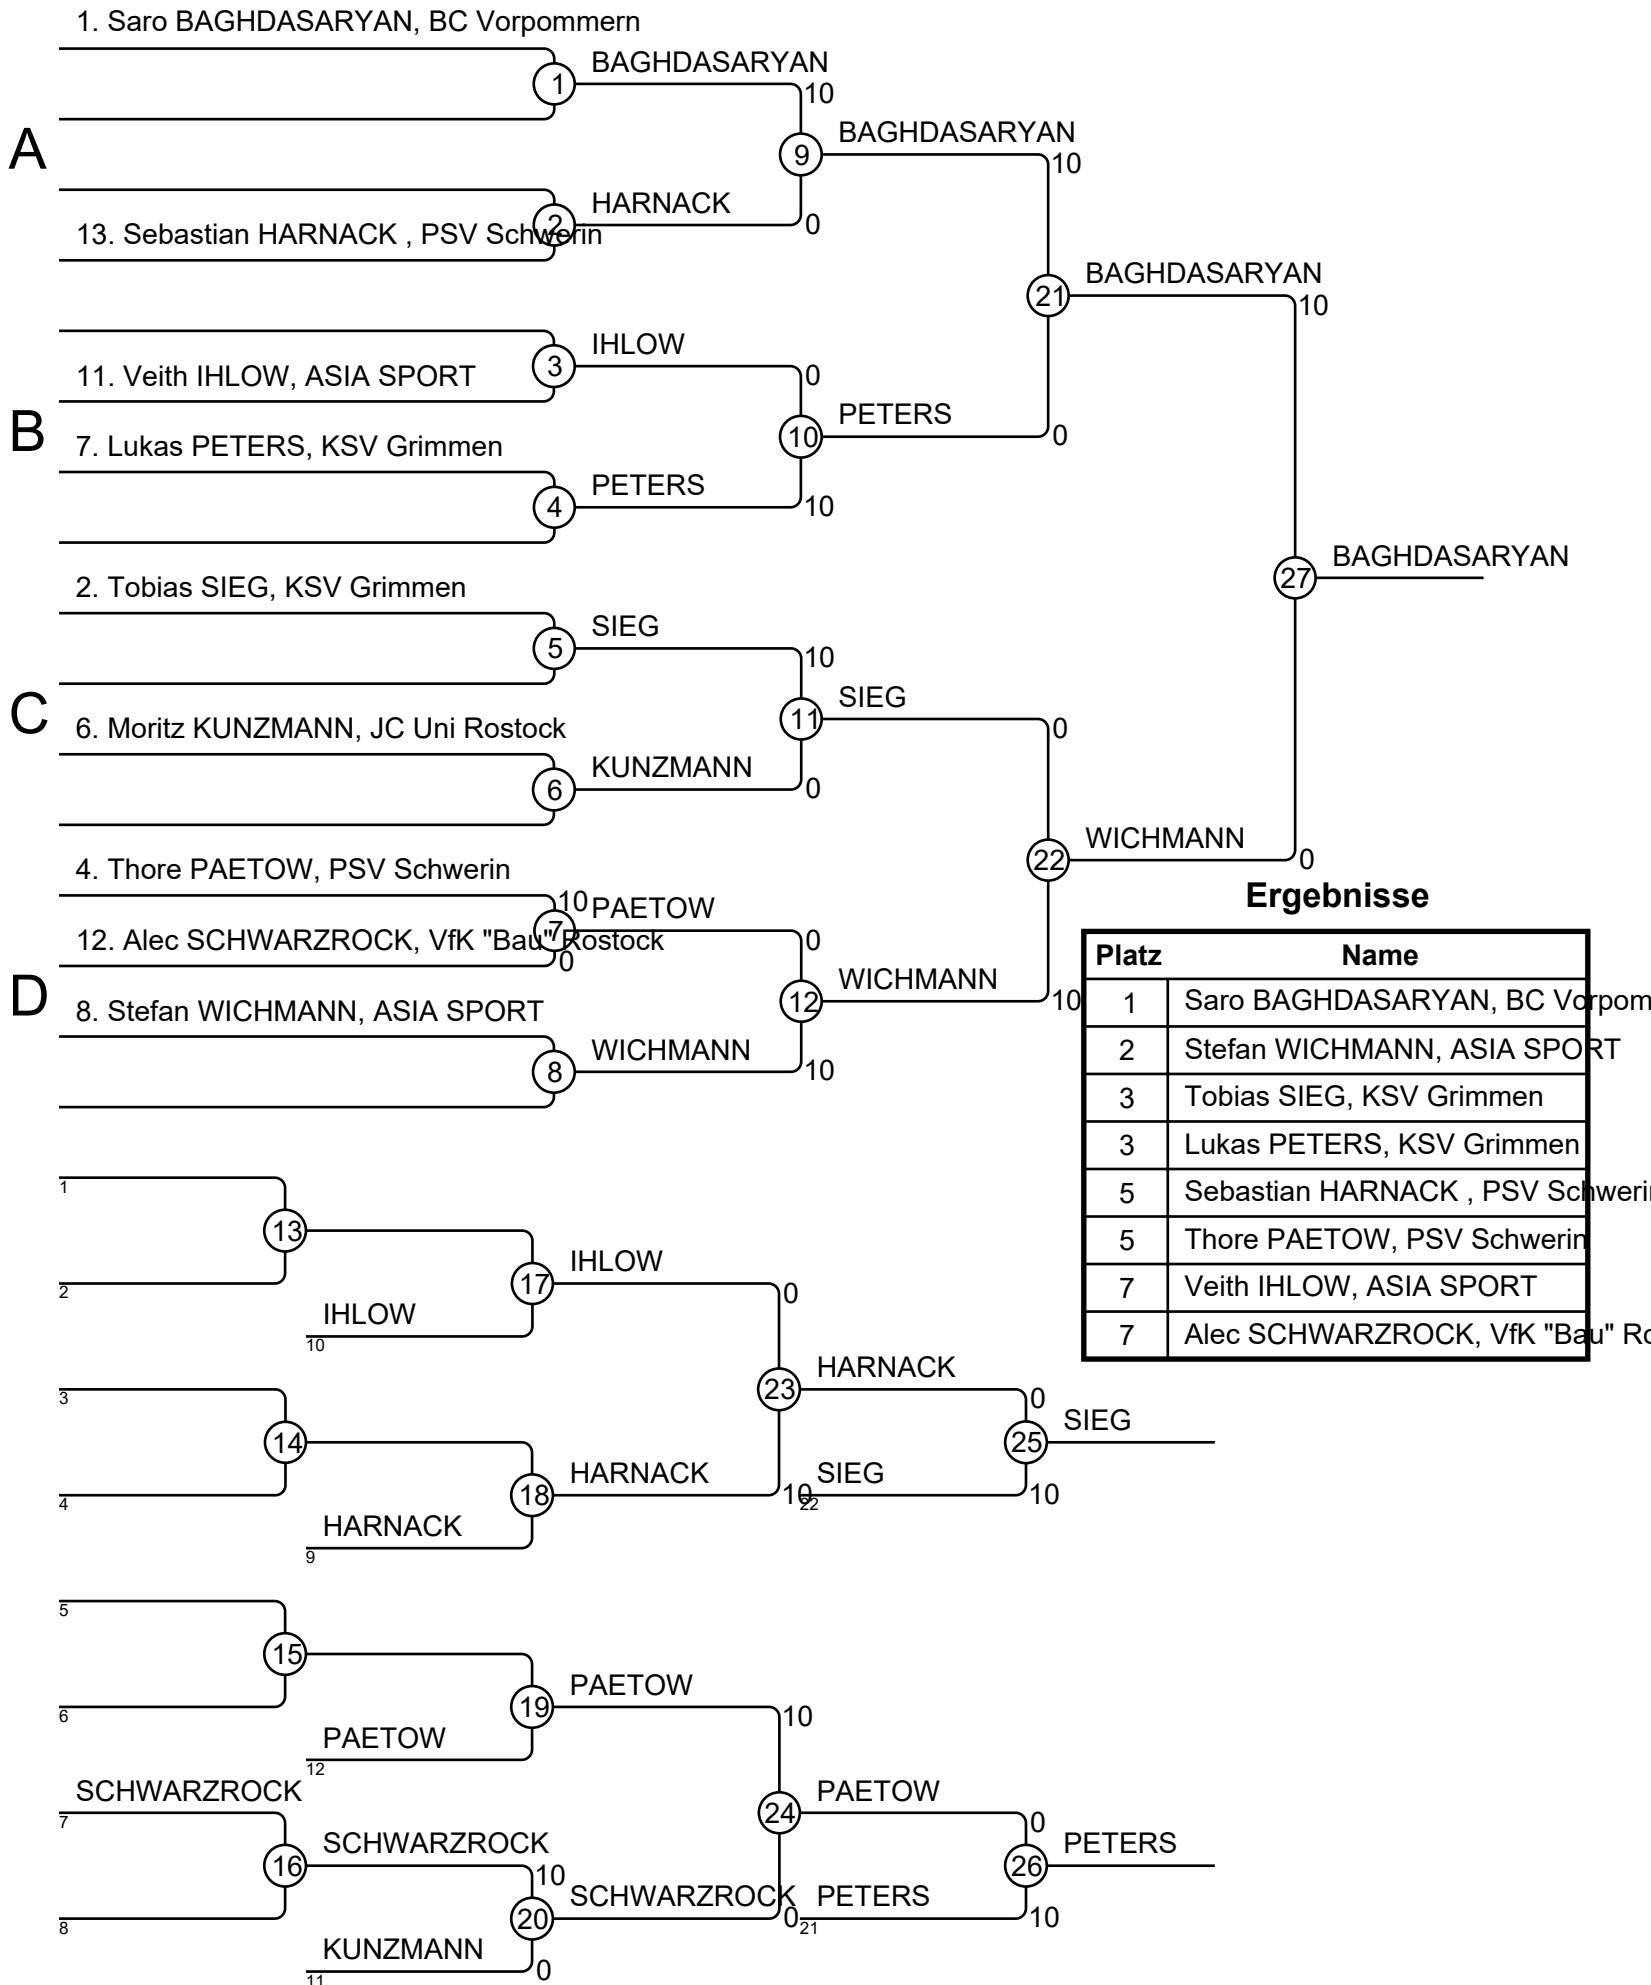 1. Saro BAGHDASARYAN, BC Vorpommern
1
BAGHDASARYAN
10
A
9
BAGHDASARYAN
10
2
HARNACK
0
13. Sebastian HARNACK , PSV Schwerin
21
BAGHDASARYAN
10
3
IHLOW
0
11. Veith IHLOW, ASIA SPORT
B
10
PETERS
0
7. Lukas PETERS, KSV Grimmen
4
PETERS
10
27
BAGHDASARYAN
2. Tobias SIEG, KSV Grimmen
5
SIEG
10
C
11
SIEG
0
6. Moritz KUNZMANN, JC Uni Rostock
6
KUNZMANN
0
22
WICHMANN
0
4. Thore PAETOW, PSV Schwerin
10
7
PAETOW
0
12. Alec SCHWARZROCK, VfK "Bau" Rostock
0
D
12
WICHMANN
10
8. Stefan WICHMANN, ASIA SPORT
8
WICHMANN
10
Ergebnisse
Platz Name
1 Saro BAGHDASARYAN, BC Vorpom
2 Stefan WICHMANN, ASIA SPORT
3 Tobias SIEG, KSV Grimmen
3 Lukas PETERS, KSV Grimmen
5 Sebastian HARNACK , PSV Schwerin
5 Thore PAETOW, PSV Schwerin
7 Veith IHLOW, ASIA SPORT
7 Alec SCHWARZROCK, VfK "Bau" Ro
1
13
2
17
IHLOW
0
IHLOW
10
23
HARNACK
0
3
14
4
18
HARNACK
10
HARNACK
9
25
SIEG
SIEG
22
10
5
15
6
19
PAETOW
10
PAETOW
12
24
PAETOW
0
SCHWARZROCK
7
16
SCHWARZROCK
10
8
20
SCHWARZROCK
0
KUNZMANN
11
0
26
PETERS
PETERS
21
10